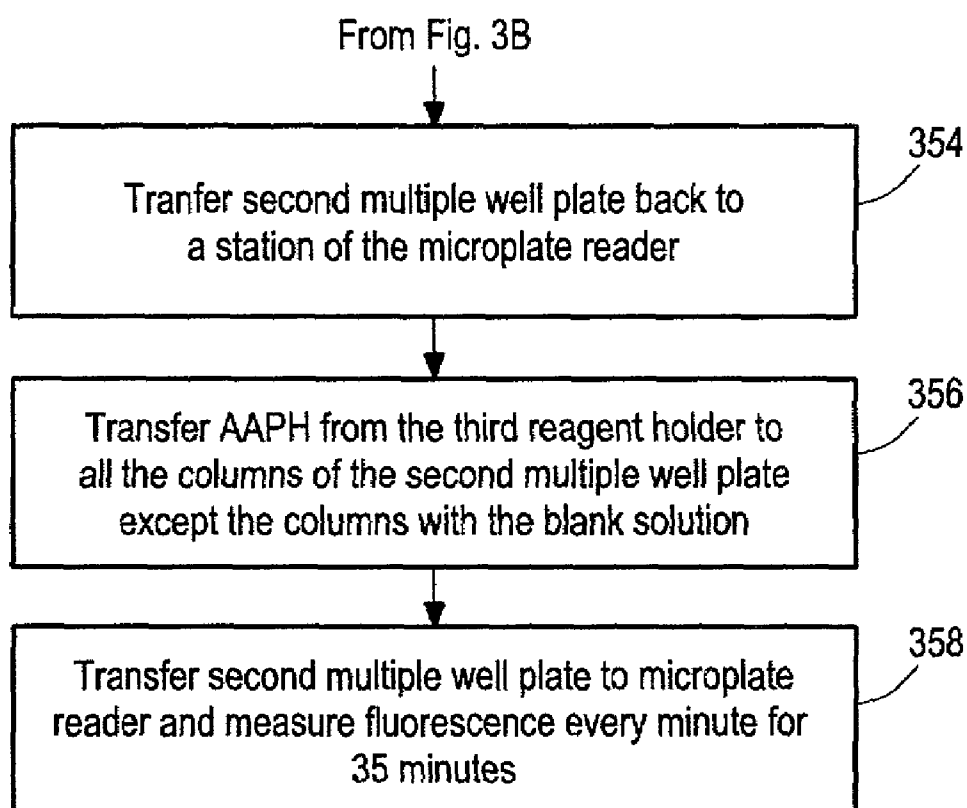 From Fig. 3B
354
Tranfer second multiple well plate back to
a station of the microplate reader
356
Transfer AAPH from the third reagent holder to
all the columns of the second multiple well plate
except the columns with the blank solution
358
Transfer second multiple well plate to microplate
reader and measure fluorescence every minute for
35 minutes